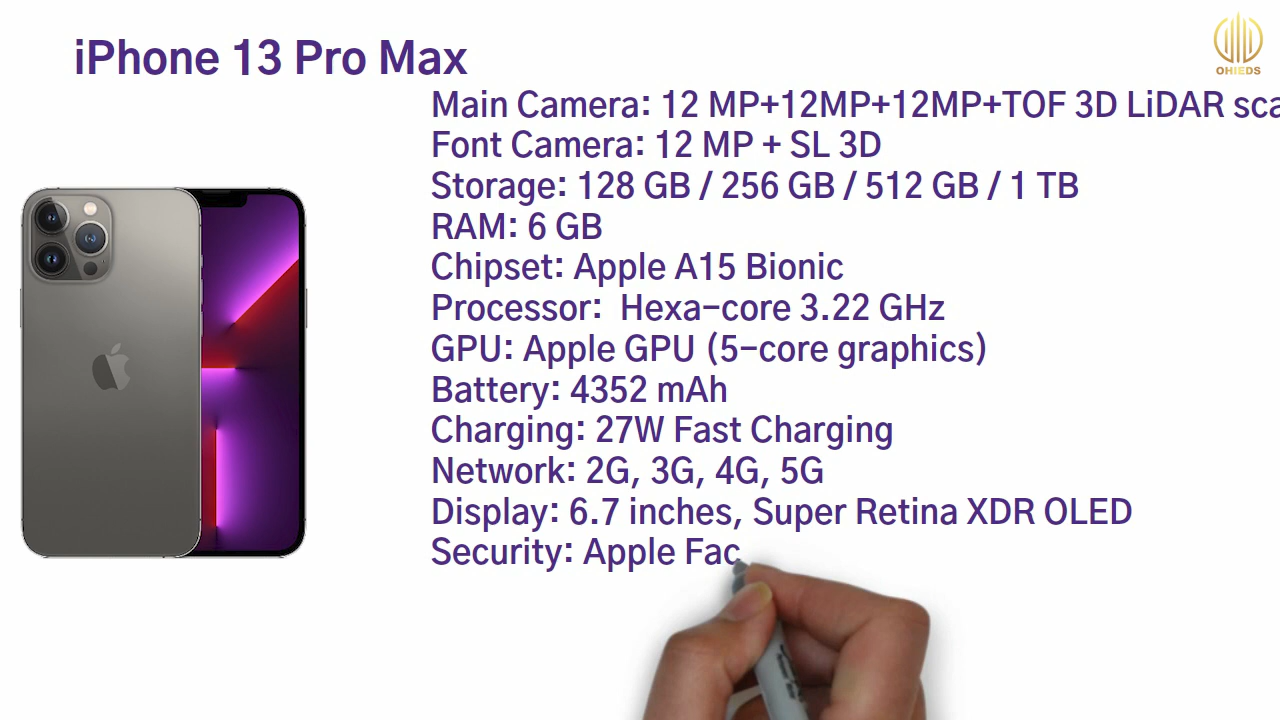 iPhone 13 Pro Max
OHIEDS
Main Camera: 12 MP+12MP+12MP+TOF 3D LiDAR sca
Font Camera: 12 MP + SL 3D
Storage: 128 GB / 256 GB / 512 GB / 1 TB
RAM: 6 GB
Chipset: Apple A15 Bionic
Processor:  Hexa-core 3.22 GHz
GPU: Apple GPU (5-core graphics)
Battery: 4352 mAh
Charging: 27W Fast Charging
Network: 2G, 3G, 4G, 5G
Display: 6.7 inches, Super Retina XDR OLED
Security: Apple Fac